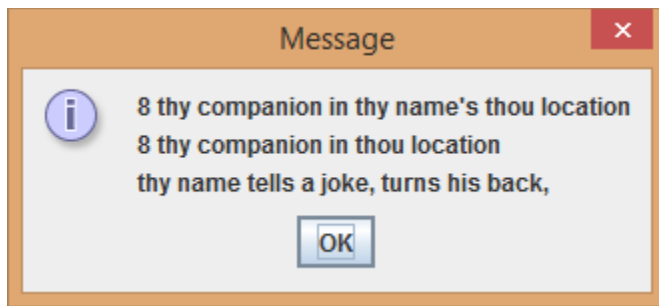 Message
8 thy companion in thy name's thou location
8 thy companion in thou location
thy name tells a joke, turns his back,
OK